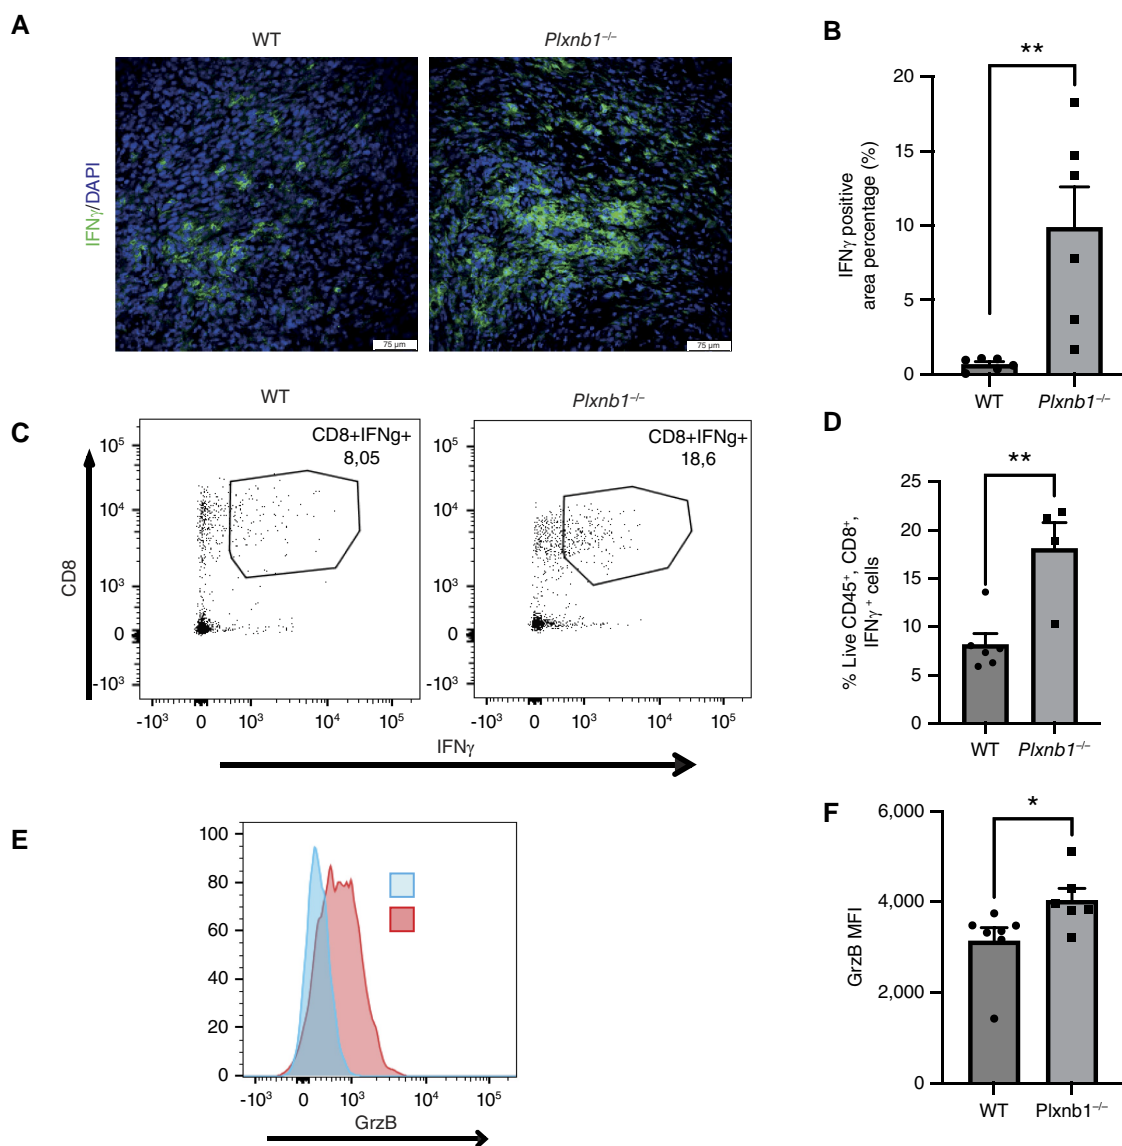 A
WT
Plxnb1–/–
IFNγ/DAPI
75 µm
75 µm
B
**
IFNγ positive
area percentage (%)
20
15
10
5
0
WT
Plxnb1–/–
C
WT
Plxnb1–/–
CD8
10⁵
10⁴
10³
0
-10³
CD8+IFNg+
8,05
-10³
0
10³
10⁴
10⁵
10⁵
10⁴
10³
0
-10³
CD8+IFNg+
18,6
-10³
0
10³
10⁴
10⁵
IFNγ
D
**
% Live CD45⁺, CD8⁺,
IFNγ⁺ cells
25
20
15
10
5
0
WT
Plxnb1–/–
E
100
80
60
40
20
0
-10³
0
10³
10⁴
10⁵
GrzB
F
*
GrzB MFI
6,000
4,000
2,000
0
WT
Plxnb1–/–